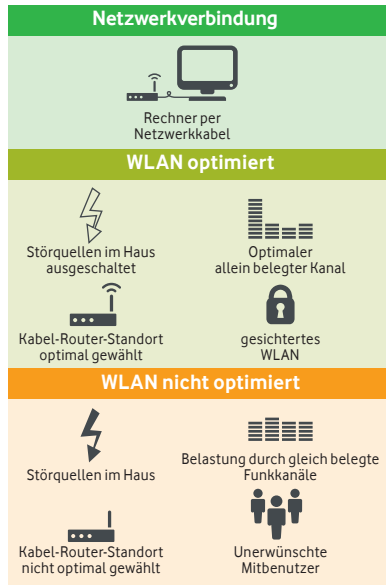 Netzwerkverbindung
Rechner per
Netzwerkkabel
WLAN optimiert
Störquellen im Haus
ausgeschaltet
Optimaler
allein belegter Kanal
Kabel-Router-Standort
optimal gewählt
gesichtertes
WLAN
WLAN nicht optimiert
Störquellen im Haus
Belastung durch gleich belegte
Funkkanäle
Kabel-Router-Standort
nicht optimal gewählt
Unerwünschte
Mitbenutzer